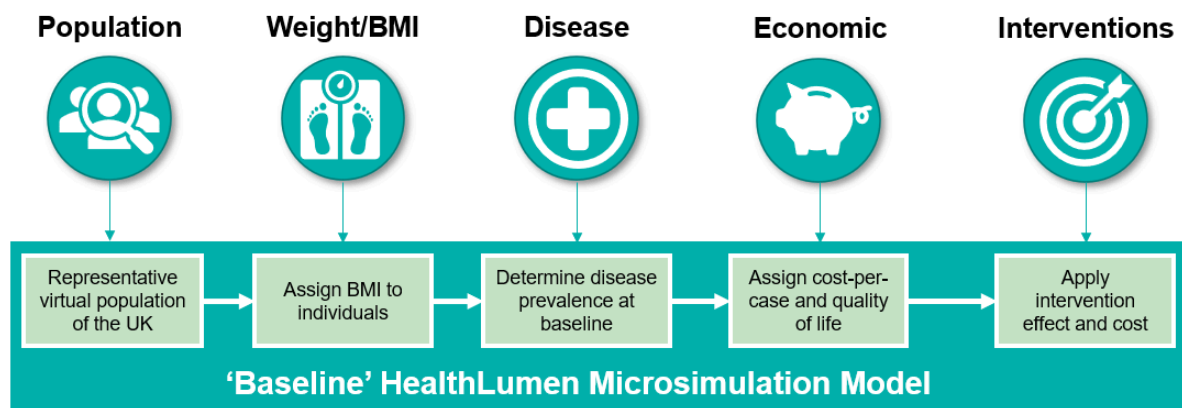 Population
Weight/BMI
Disease
Economic
Interventions
Representative
virtual population
of the UK
Assign BMI to
individuals
Determine disease
prevalence at
baseline
Assign cost-per-
case and quality
of life
Apply
intervention
effect and cost
‘Baseline’ HealthLumen Microsimulation Model